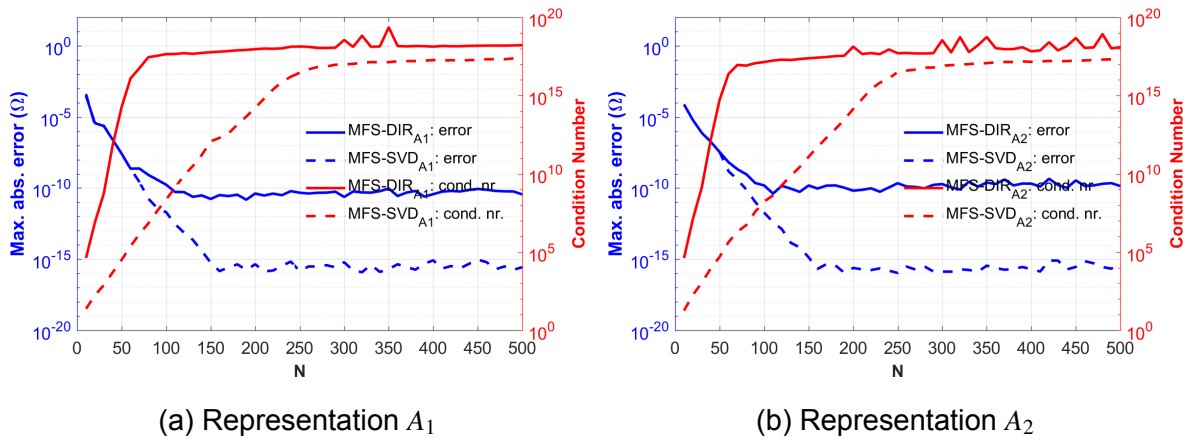 10^0
10^-5
10^-10
10^-15
10^-20
Max. abs. error (Ω)
10^20
10^15
10^10
10^5
10^0
Condition Number
MFS-DIR_A1: error
MFS-SVD_A1: error
MFS-DIR_A1: cond. nr.
MFS-SVD_A1: cond. nr.
0 50 100 150 200 250 300 350 400 450 500
N
(a) Representation A_1
10^0
10^-5
10^-10
10^-15
10^-20
Max. abs. error (Ω)
10^20
10^15
10^10
10^5
10^0
Condition Number
MFS-DIR_A2: error
MFS-SVD_A2: error
MFS-DIR_A2: cond. nr.
MFS-SVD_A2: cond. nr.
0 50 100 150 200 250 300 350 400 450 500
N
(b) Representation A_2